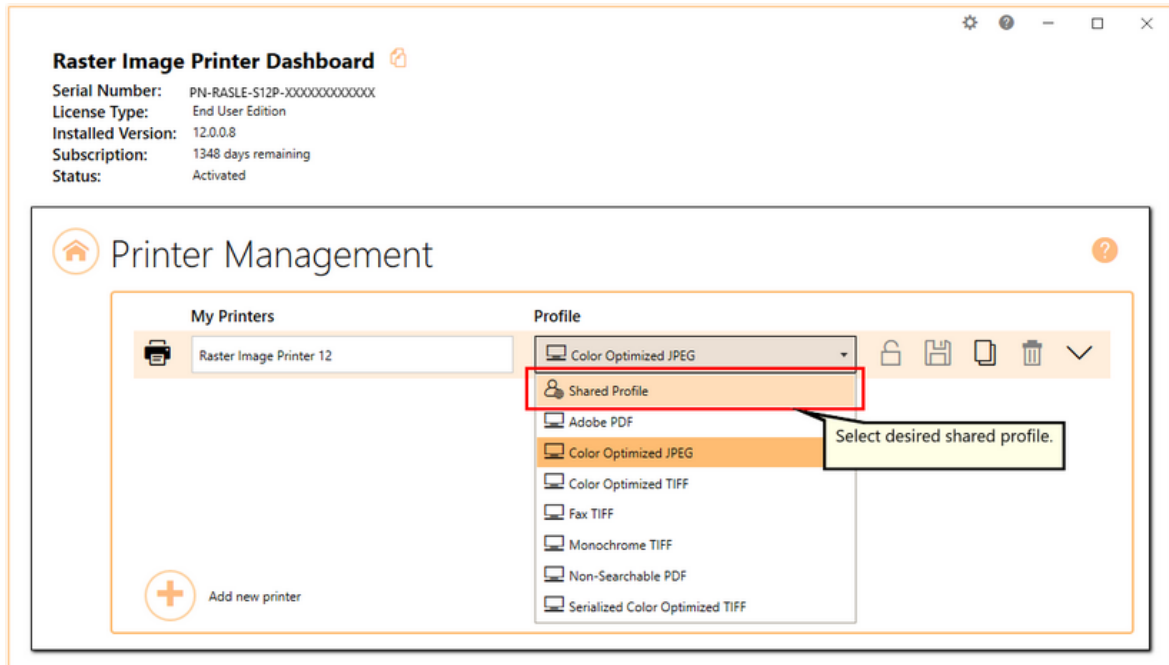 Raster Image Printer Dashboard
Serial Number: PN-RASLE-S12P-XXXXXXXXXXXX
License Type: End User Edition
Installed Version: 12.0.0.8
Subscription: 1348 days remaining
Status: Activated
Printer Management
My Printers Profile
Raster Image Printer 12 Color Optimized JPEG
Shared Profile
Adobe PDF
Select desired shared profile.
Color Optimized JPEG
Color Optimized TIFF
Fax TIFF
Monochrome TIFF
Non-Searchable PDF
Add new printer
Serialized Color Optimized TIFF